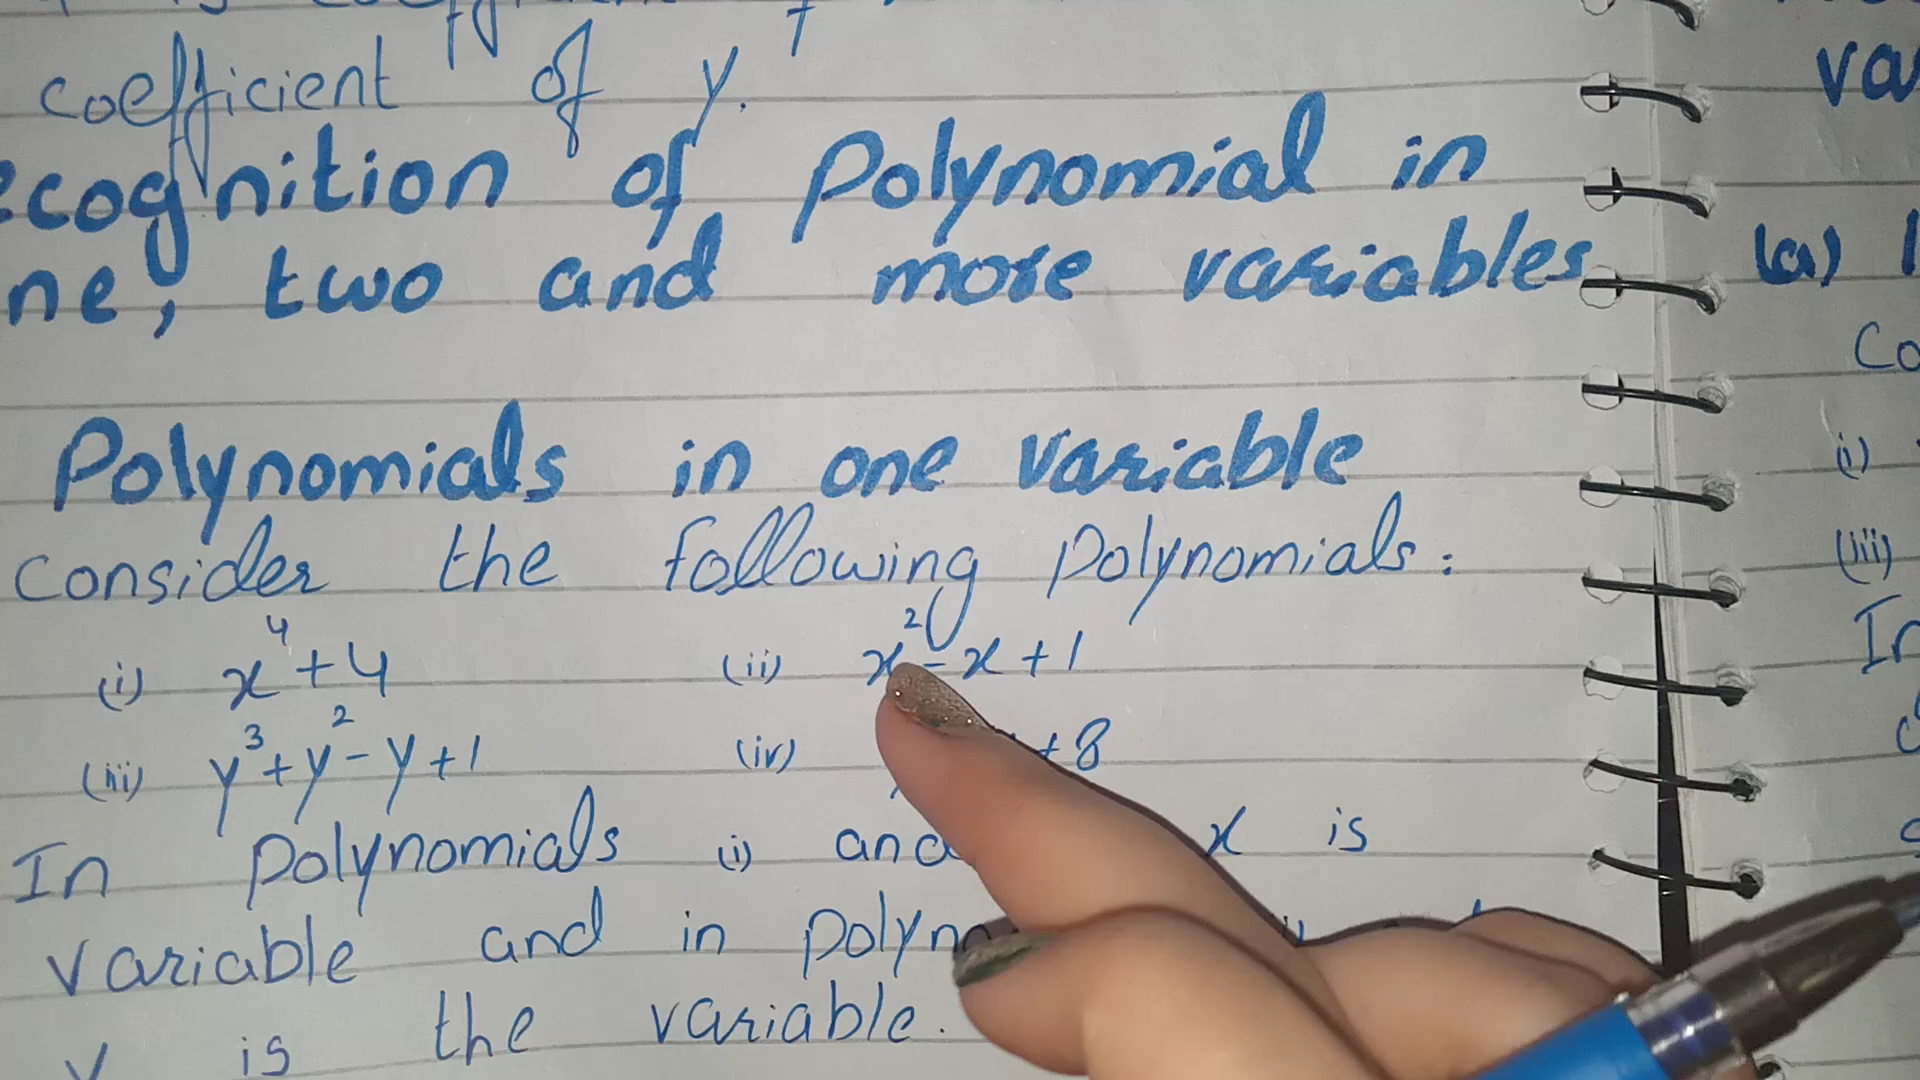 coefficient of y.
ecognition of Polynomial in
ne, two and more variables
Polynomials in one variable
Consider the following Polynomials:
(i) x⁴+4 (ii) x²-x+1
(iii) y³+y²-y+1 (iv) +8
In Polynomials (i) and x is
variable and in polyn
y is the variable.
va
(a)
Co
(i)
(iii)
In